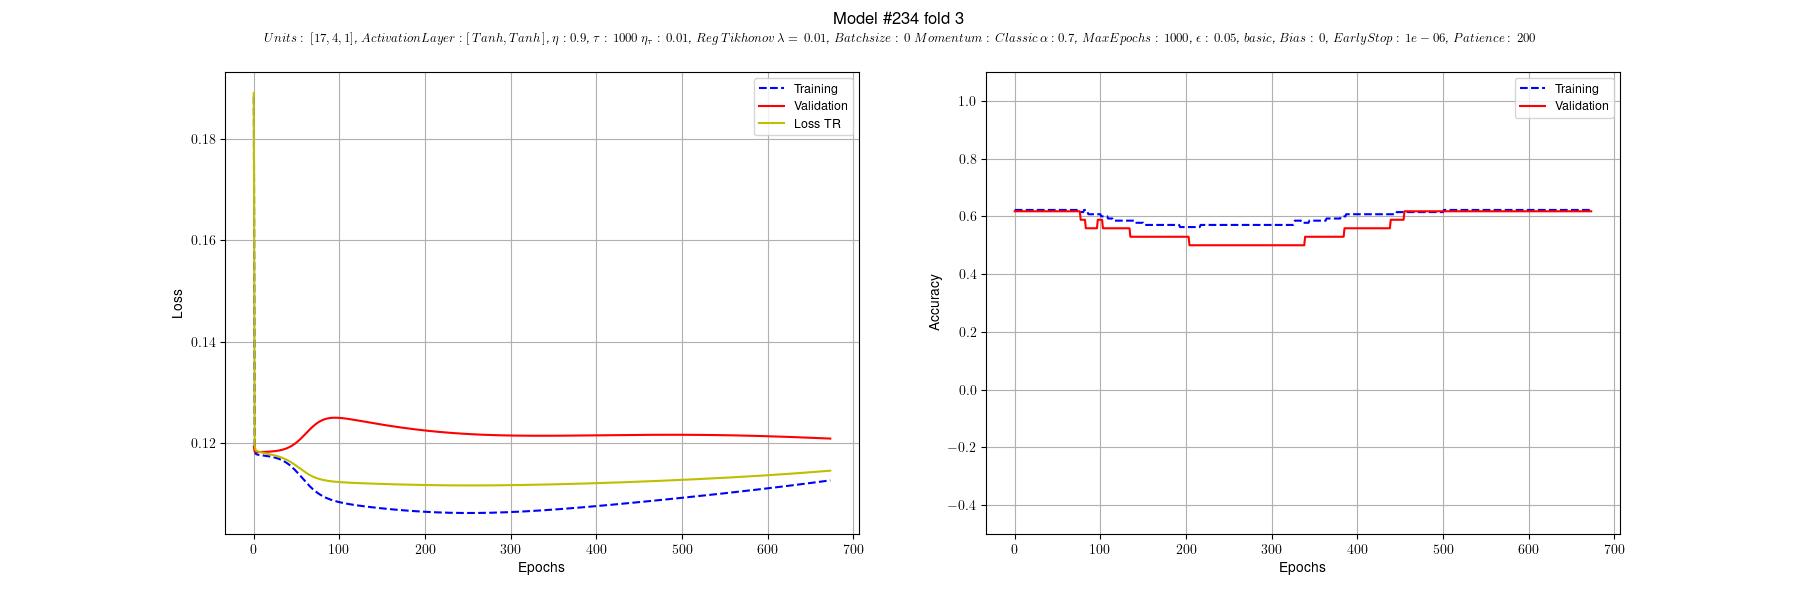 Model #234 fold 3
Units : [17, 4, 1], ActivationLayer : [Tanh, Tanh], η : 0.9, τ : 1000 η_τ : 0.01, Reg Tikhonov λ = 0.01, Batchsize : 0 Momentum : Classic α : 0.7, MaxEpochs : 1000, ϵ : 0.05, basic, Bias : 0, EarlyStop : 1e − 06, Patience : 200
Training
Validation
Loss TR
0.18
0.16
0.14
0.12
Loss
0 100 200 300 400 500 600 700
Epochs
Training
Validation
1.0
0.8
0.6
0.4
0.2
0.0
−0.2
−0.4
Accuracy
0 100 200 300 400 500 600 700
Epochs